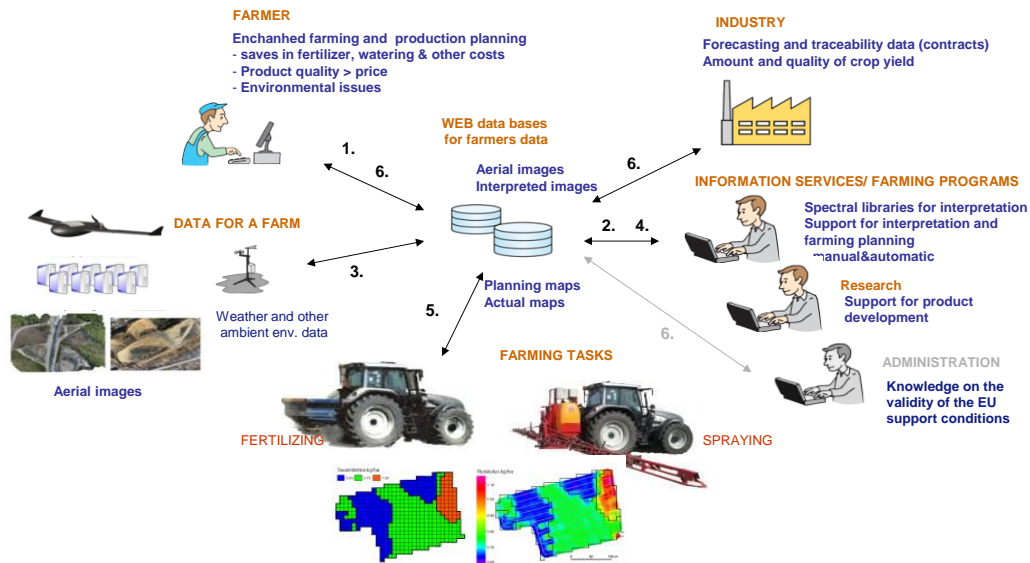 FARMER
Enchanhed farming and production planning
- saves in fertilizer, watering & other costs
- Product quality > price
- Environmental issues
INDUSTRY
Forecasting and traceability data (contracts)
Amount and quality of crop yield
WEB data bases
for farmers data
1.
6.
Aerial images
Interpreted images
6.
INFORMATION SERVICES/ FARMING PROGRAMS
Spectral libraries for interpretation
Support for interpretation and
farming planning
manual&automatic
2. 4.
DATA FOR A FARM
3.
Weather and other
ambient env. data
Aerial images
Planning maps
Actual maps
5.
Research
Support for product
development
6.
ADMINISTRATION
Knowledge on the
validity of the EU
support conditions
FARMING TASKS
FERTILIZING
SPRAYING